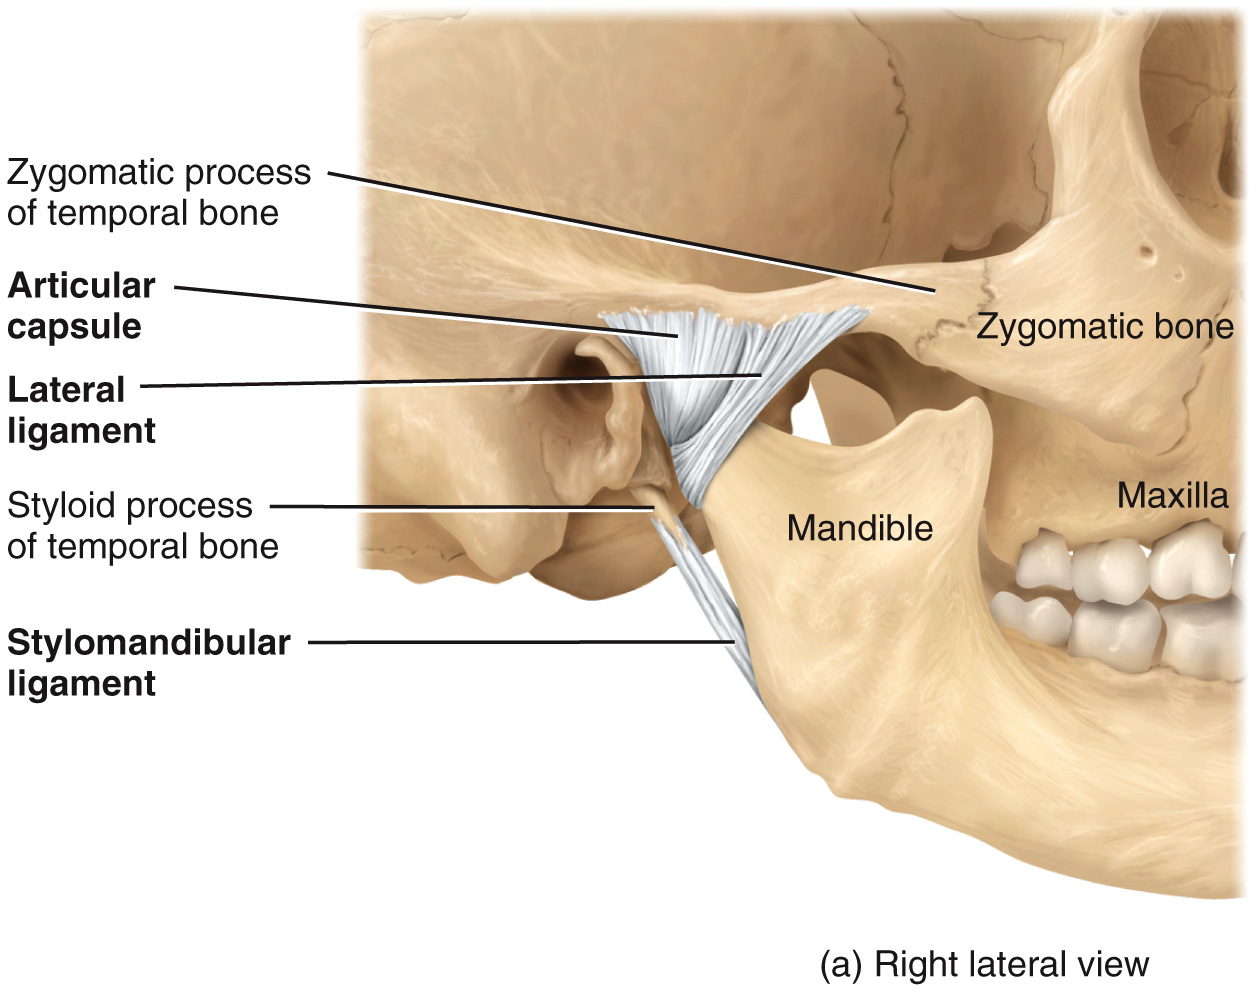 Zygomatic process
of temporal bone
Articular
capsule
Lateral
ligament
Styloid process
of temporal bone
Stylomandibular
ligament
Zygomatic bone
Maxilla
Mandible
(a) Right lateral view